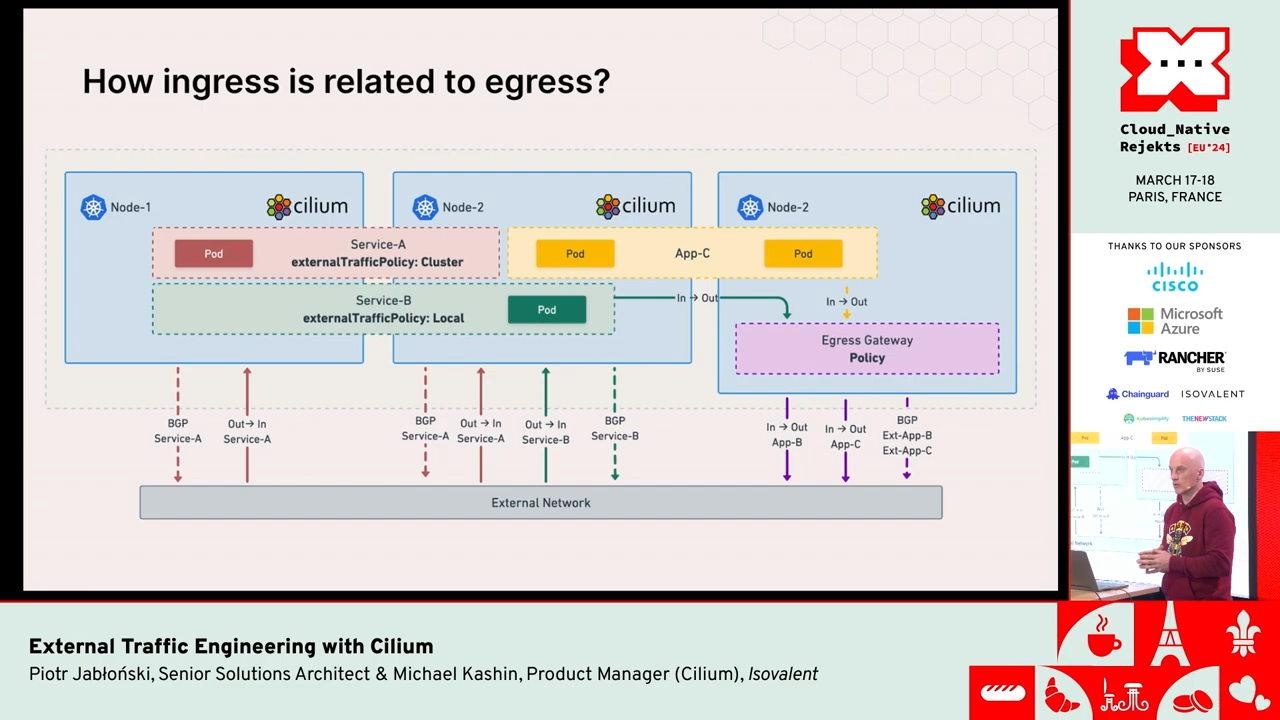 How ingress is related to egress?
Node-1
cilium
Node-2
cilium
Node-2
cilium
Pod
Service-A
externalTrafficPolicy: Cluster
Pod
App-C
Pod
Service-B
externalTrafficPolicy: Local
Pod
In → Out
In → Out
Egress Gateway
Policy
BGP
Service-A
Out→ In
Service-A
BGP
Service-A
Out→ In
Service-A
Out→ In
Service-B
BGP
Service-B
In → Out
App-B
In → Out
App-C
BGP
Ext-App-B
Ext-App-C
External Network
Cloud_Native
Rejekts [EU*24]
MARCH 17-18
PARIS, FRANCE
THANKS TO OUR SPONSORS
CISCO
Microsoft
Azure
RANCHER
BY SUSE
Chainguard
ISOVALENT
kubesimplify
THENEWSTACK
External Traffic Engineering with Cilium
Piotr Jabłoński, Senior Solutions Architect & Michael Kashin, Product Manager (Cilium), Isovalent